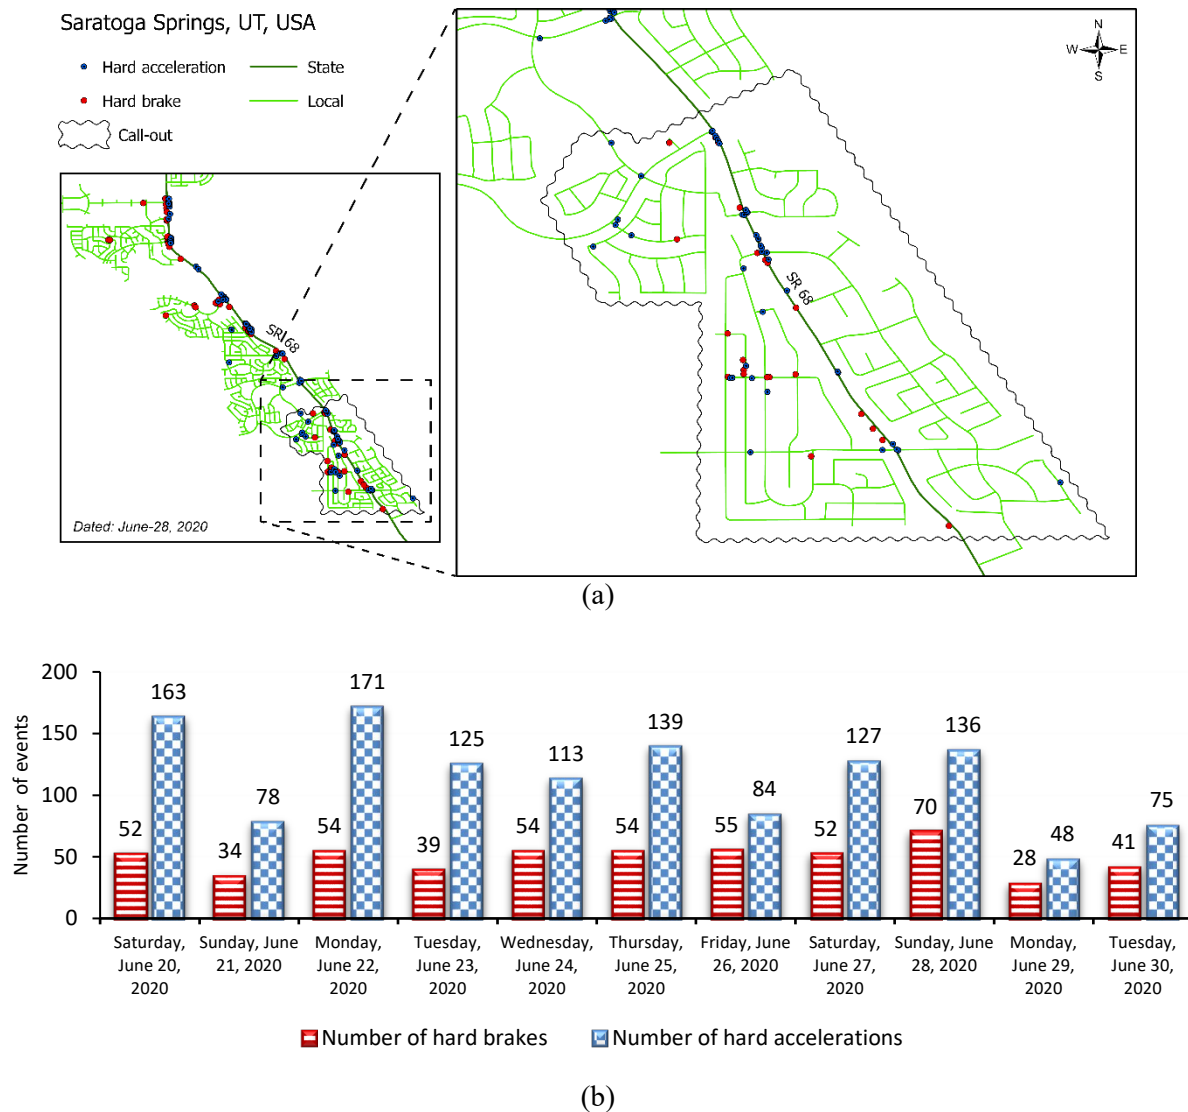 Saratoga Springs, UT, USA
Hard acceleration
State
Hard brake
Local
Call-out
SR 68
Dated: June-28, 2020
N
W E
S
SR 68
(a)
Number of events
200
150
100
50
0
52 163
34 78
54 171
39 125
54 113
54 139
55 84
52 127
70 136
28 48
41 75
Saturday,
June 20,
2020
Sunday, June
21, 2020
Monday,
June 22,
2020
Tuesday,
June 23,
2020
Wednesday,
June 24,
2020
Thursday,
June 25,
2020
Friday, June
26, 2020
Saturday,
June 27,
2020
Sunday, June
28, 2020
Monday,
June 29,
2020
Tuesday,
June 30,
2020
Number of hard brakes
Number of hard accelerations
(b)